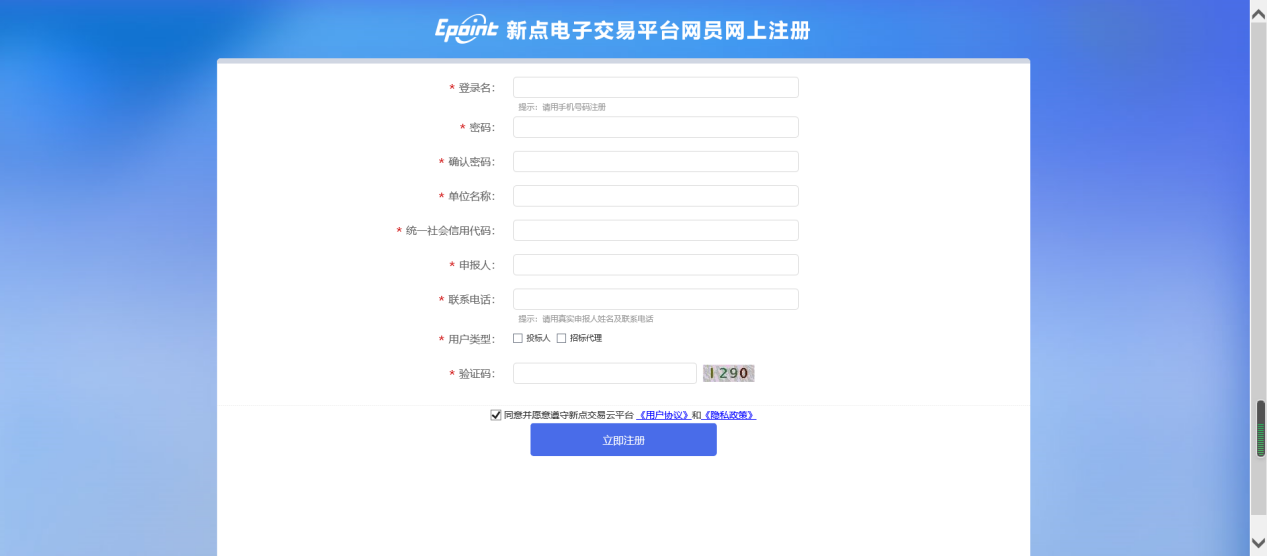 Epoint 新点电子交易平台网员网上注册
* 登录名：
提示：请用手机号码注册
* 密码：
* 确认密码：
* 单位名称：
* 统一社会信用代码：
* 申报人：
* 联系电话：
提示：请用真实申报人姓名及联系电话
* 用户类型： 投标人 招标代理
* 验证码： 1290
同意并愿意遵守新点交易云平台 《用户协议》和《隐私政策》
立即注册